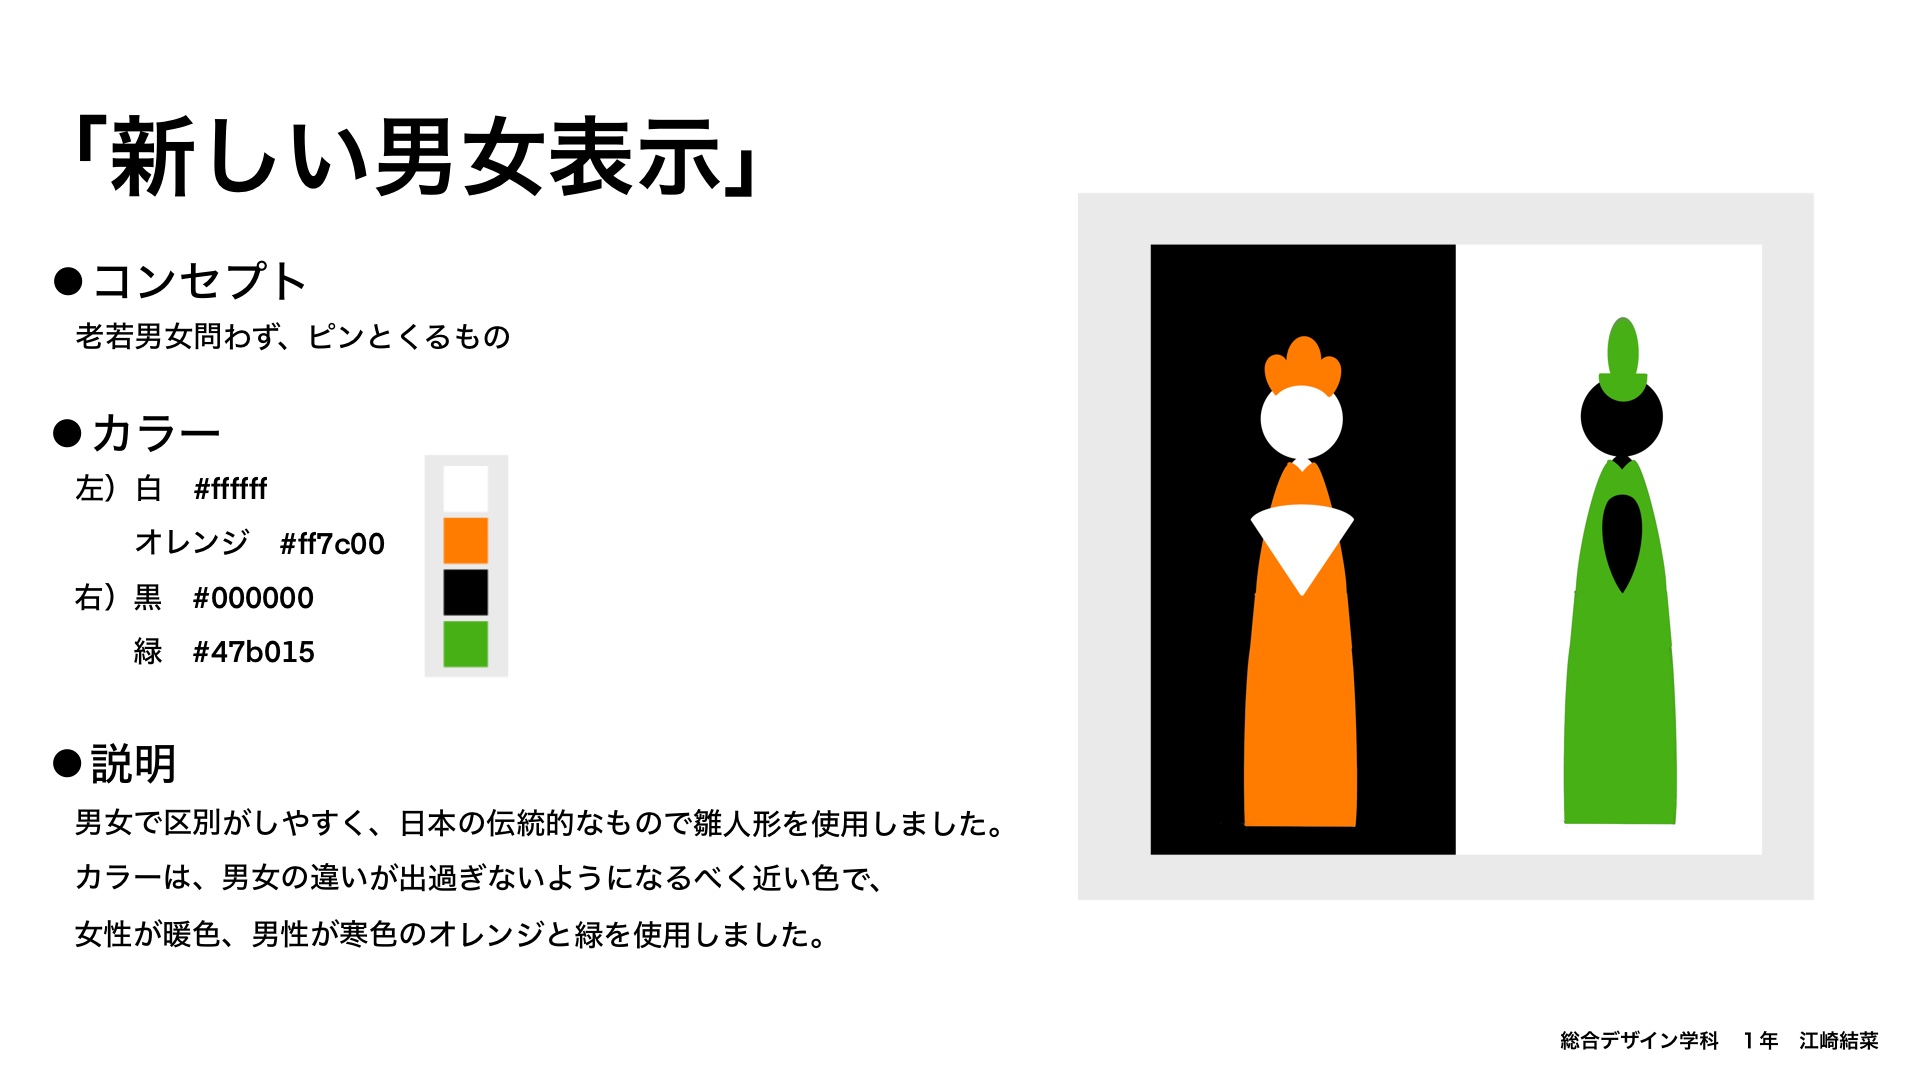 「新しい男女表示」
●コンセプト
老若男女問わず、ピンとくるもの
●カラー
左）白　#ffffff
オレンジ　#ff7c00
右）黒　#000000
緑　#47b015
●説明
男女で区別がしやすく、日本の伝統的なもので雛人形を使用しました。
カラーは、男女の違いが出過ぎないようになるべく近い色で、
女性が暖色、男性が寒色のオレンジと緑を使用しました。
総合デザイン学科　1年　江崎結菜